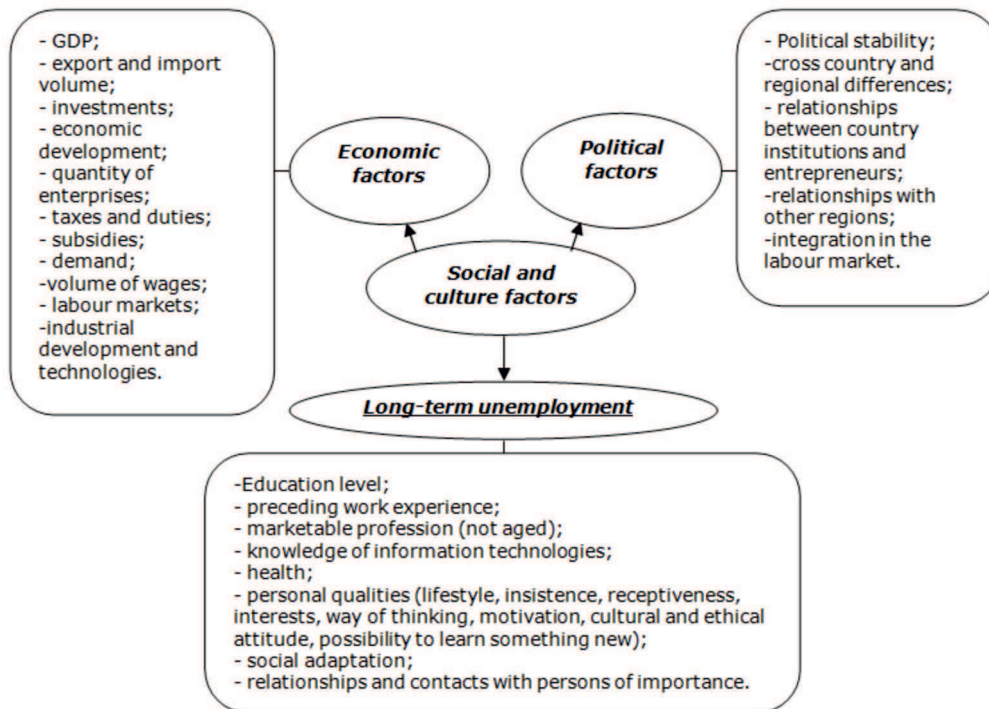 - GDP;
- export and import
volume;
- investments;
- economic
development;
- quantity of
enterprises;
- taxes and duties;
- subsidies;
- demand;
-volume of wages;
- labour markets;
-industrial
development and
technologies.
Economic
factors
Political
factors
- Political stability;
-cross country and
regional differences;
- relationships
between country
institutions and
entrepreneurs;
-relationships with
other regions;
-integration in the
labour market.
Social and
culture factors
Long-term unemployment
-Education level;
- preceding work experience;
- marketable profession (not aged);
- knowledge of information technologies;
- health;
- personal qualities (lifestyle, insistence, receptiveness,
interests, way of thinking, motivation, cultural and ethical
attitude, possibility to learn something new);
- social adaptation;
- relationships and contacts with persons of importance.